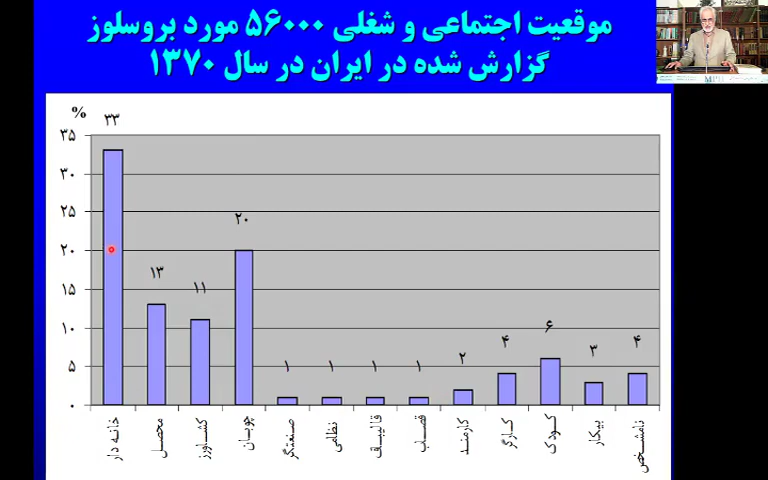 موقعیت اجتماعی و شغلی ۵۶۰۰۰ مورد بروسلوز
گزارش شده در ایران در سال ۱۳۷۰
%
۳۵
۳۰
۲۵
۲۰
۱۵
۱۰
۵
۰
۳۳
۱۳
۱۱
۲۰
۱
۱
۱
۱
۲
۴
۶
۳
۴
خانه دار
محصل
کشاورز
چوپان
صنعتگر
نظامی
قالیباف
قصاب
کارمند
کارگر
کودک
بیکار
نامشخص